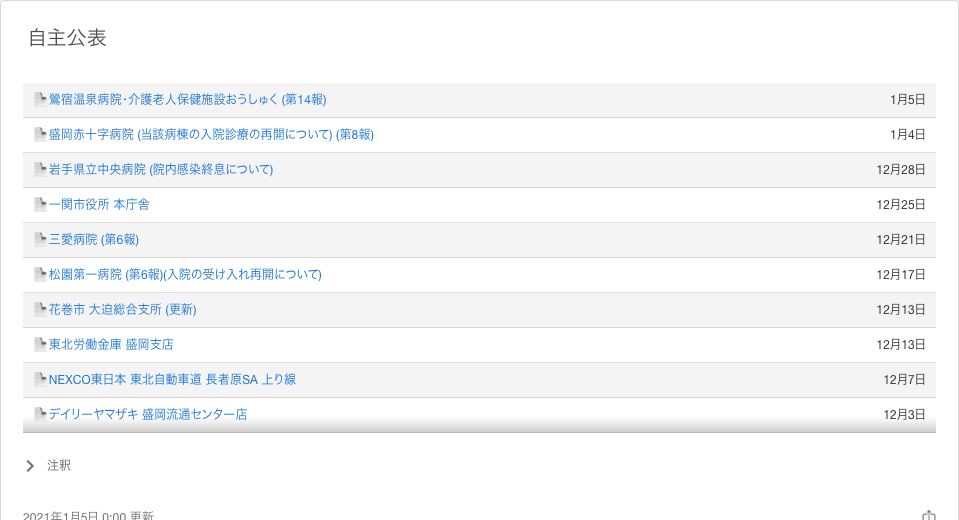 自主公表
鶯宿温泉病院・介護老人保健施設おうしゅく (第14報) 1月5日
盛岡赤十字病院 (当該病棟の入院診療の再開について) (第8報) 1月4日
岩手県立中央病院 (院内感染終息について) 12月28日
一関市役所 本庁舎 12月25日
三愛病院 (第6報) 12月21日
松園第一病院 (第6報)(入院の受け入れ再開について) 12月17日
花巻市 大迫総合支所 (更新) 12月13日
東北労働金庫 盛岡支店 12月13日
NEXCO東日本 東北自動車道 長者原SA 上り線 12月7日
デイリーヤマザキ 盛岡流通センター店 12月3日
注釈
2021年1月5日 0:00 更新